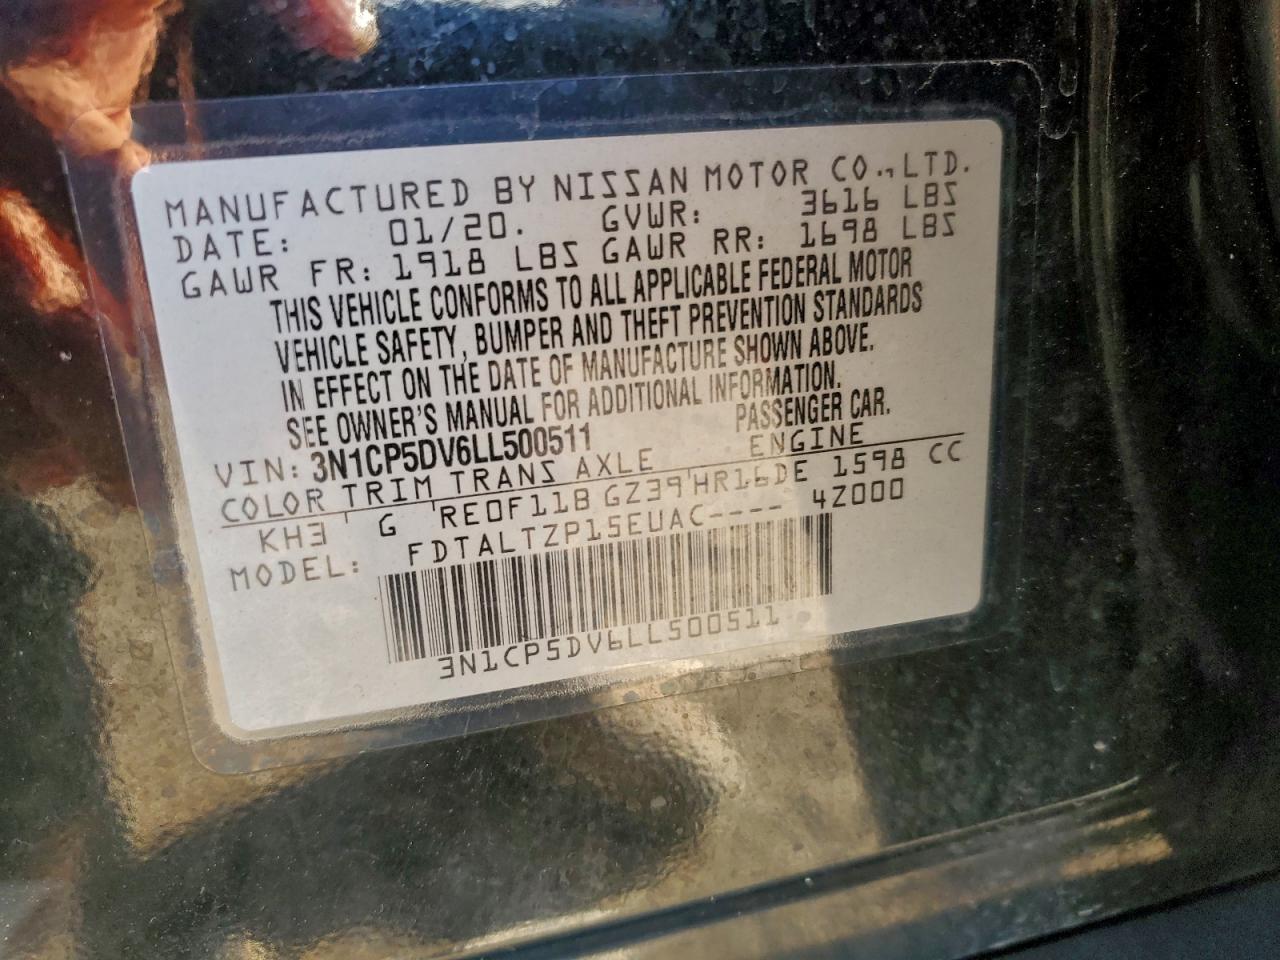 MANUFACTURED BY NISSAN MOTOR CO.,LTD.
DATE: 01/20. GVWR: 3616 LBS
GAWR FR: 1918 LBS GAWR RR: 1698 LBS
THIS VEHICLE CONFORMS TO ALL APPLICABLE FEDERAL MOTOR
VEHICLE SAFETY, BUMPER AND THEFT PREVENTION STANDARDS
IN EFFECT ON THE DATE OF MANUFACTURE SHOWN ABOVE.
SEE OWNER'S MANUAL FOR ADDITIONAL INFORMATION.
VIN: 3N1CP5DV6LL500511 PASSENGER CAR.
COLOR TRIM TRANS AXLE ENGINE
KH3 ' G 'RE0F11B GZ39'HR16DE 1598 CC
MODEL: FDTALTZP15EUAC---- 4Z000
3N1CP5DV6LL500511